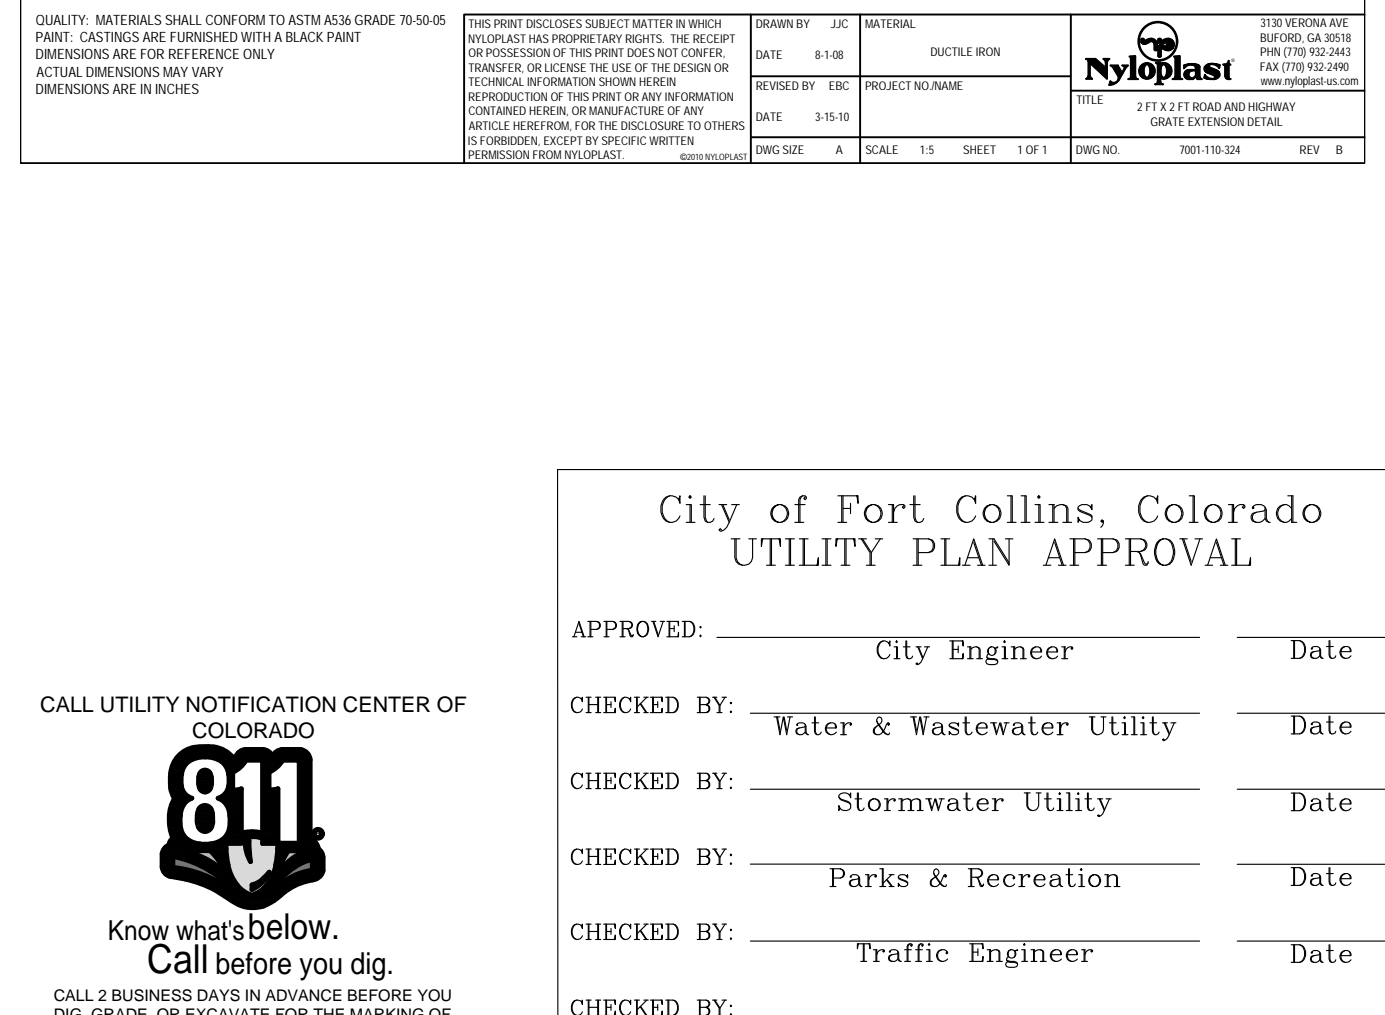 QUALITY: MATERIALS SHALL CONFORM TO ASTM A536 GRADE 70-50-05
PAINT: CASTINGS ARE FURNISHED WITH A BLACK PAINT
DIMENSIONS ARE FOR REFERENCE ONLY
ACTUAL DIMENSIONS MAY VARY
DIMENSIONS ARE IN INCHES
THIS PRINT DISCLOSES SUBJECT MATTER IN WHICH
NYLOPLAST HAS PROPRIETARY RIGHTS. THE RECEIPT
OR POSSESSION OF THIS PRINT DOES NOT CONFER,
TRANSFER, OR LICENSE THE USE OF THE DESIGN OR
TECHNICAL INFORMATION SHOWN HEREIN
REPRODUCTION OF THIS PRINT OR ANY INFORMATION
CONTAINED HEREIN, OR MANUFACTURE OF ANY
ARTICLE HEREFROM, FOR THE DISCLOSURE TO OTHERS
IS FORBIDDEN, EXCEPT BY SPECIFIC WRITTEN
PERMISSION FROM NYLOPLAST.
©2010 NYLOPLAST
DRAWN BY JJC
DATE 8-1-08
REVISED BY EBC
DATE 3-15-10
DWG SIZE A
MATERIAL
DUCTILE IRON
PROJECT NO./NAME
SCALE 1:5 SHEET 1 OF 1
Nyloplast
3130 VERONA AVE
BUFORD, GA 30518
PHN (770) 932-2443
FAX (770) 932-2490
www.nyloplast-us.com
TITLE
2 FT X 2 FT ROAD AND HIGHWAY
GRATE EXTENSION DETAIL
DWG NO. 7001-110-324 REV B
CALL UTILITY NOTIFICATION CENTER OF
COLORADO
811
Know what's below.
Call before you dig.
CALL 2 BUSINESS DAYS IN ADVANCE BEFORE YOU
DIG, GRADE, OR EXCAVATE FOR THE MARKING OF
City of Fort Collins, Colorado
UTILITY PLAN APPROVAL
APPROVED:
City Engineer Date
CHECKED BY:
Water & Wastewater Utility Date
CHECKED BY:
Stormwater Utility Date
CHECKED BY:
Parks & Recreation Date
CHECKED BY:
Traffic Engineer Date
CHECKED BY: